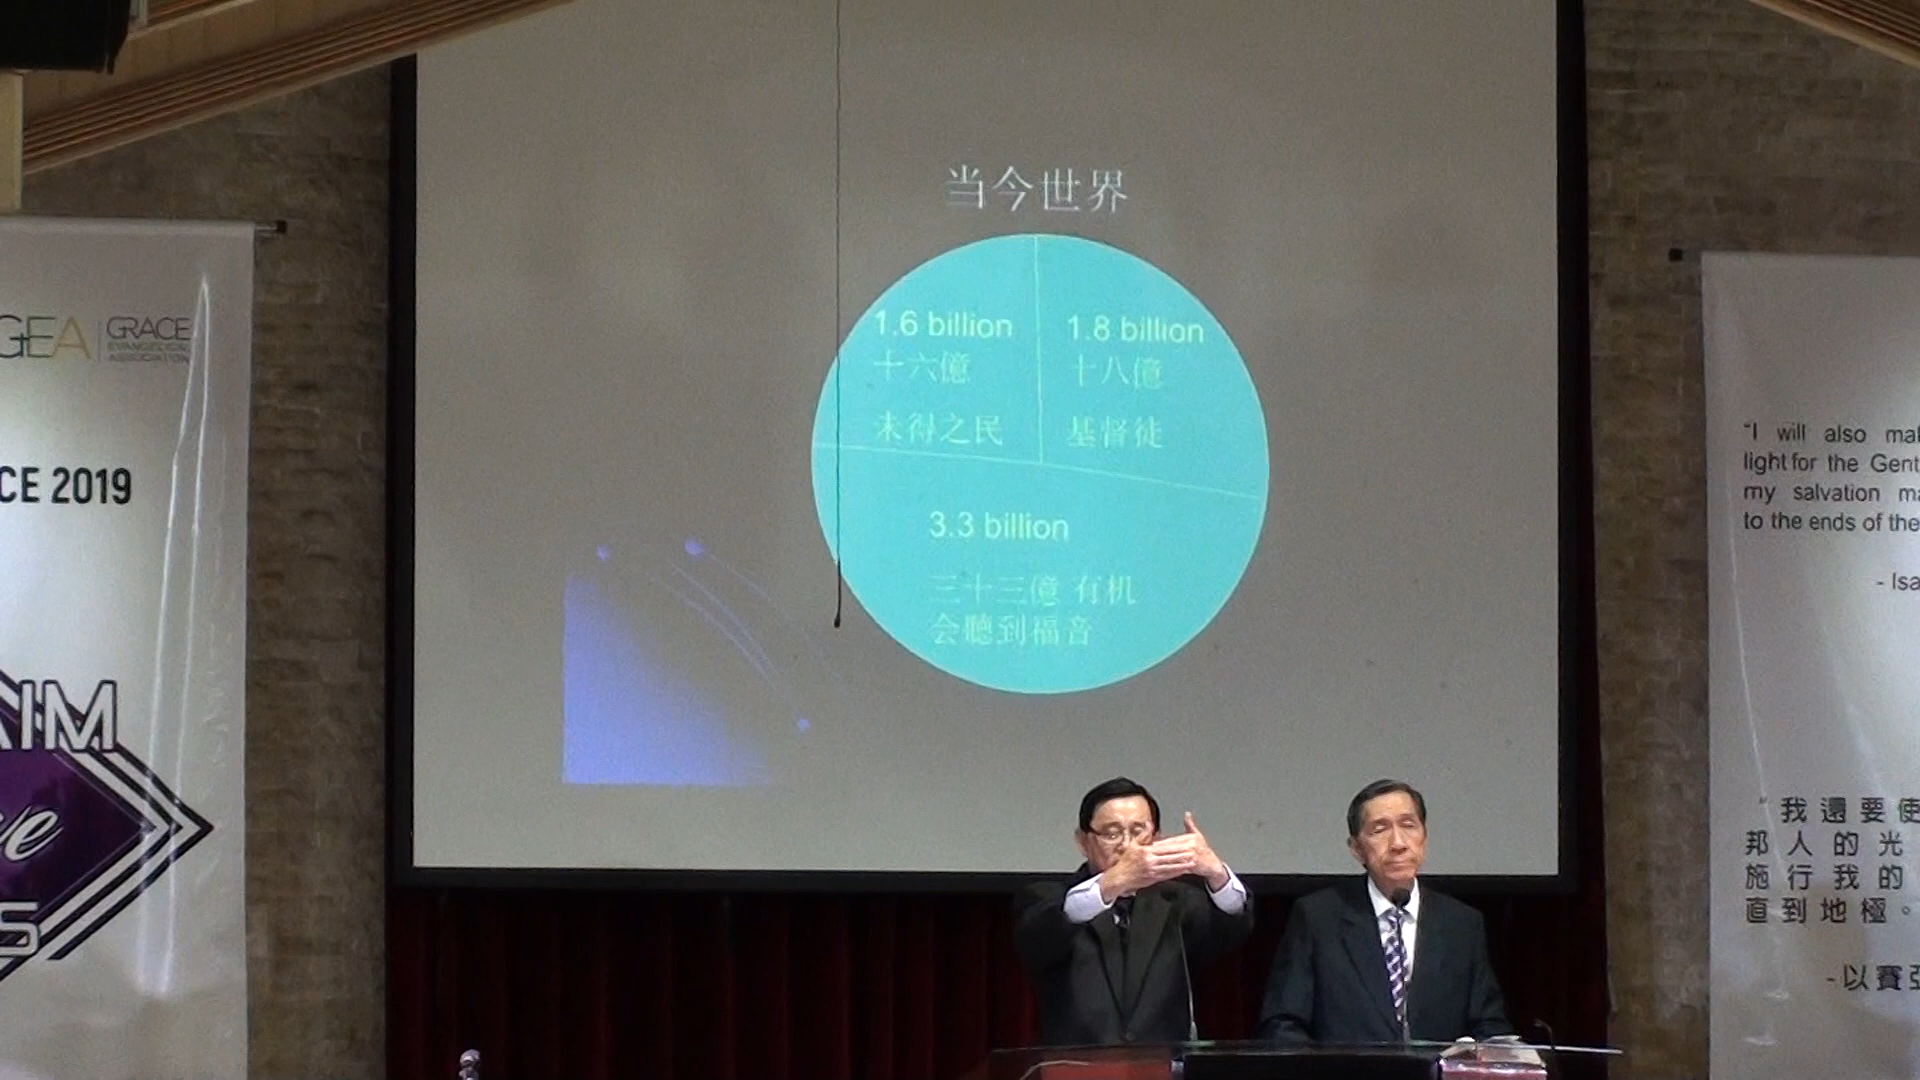 当今世界
1.6 billion
十六億
未得之民
1.8 billion
十八億
基督徒
3.3 billion
三十三億 有机
会聽到福音
GEA
GRACE
EVANGELICAL
ASSOCIATION
CE 2019
AIM
ve
S
"I will also mak
light for the Gent
my salvation ma
to the ends of the
- Isa
"我還要使
邦人的光
施行我的
直到地極。
-以賽亞